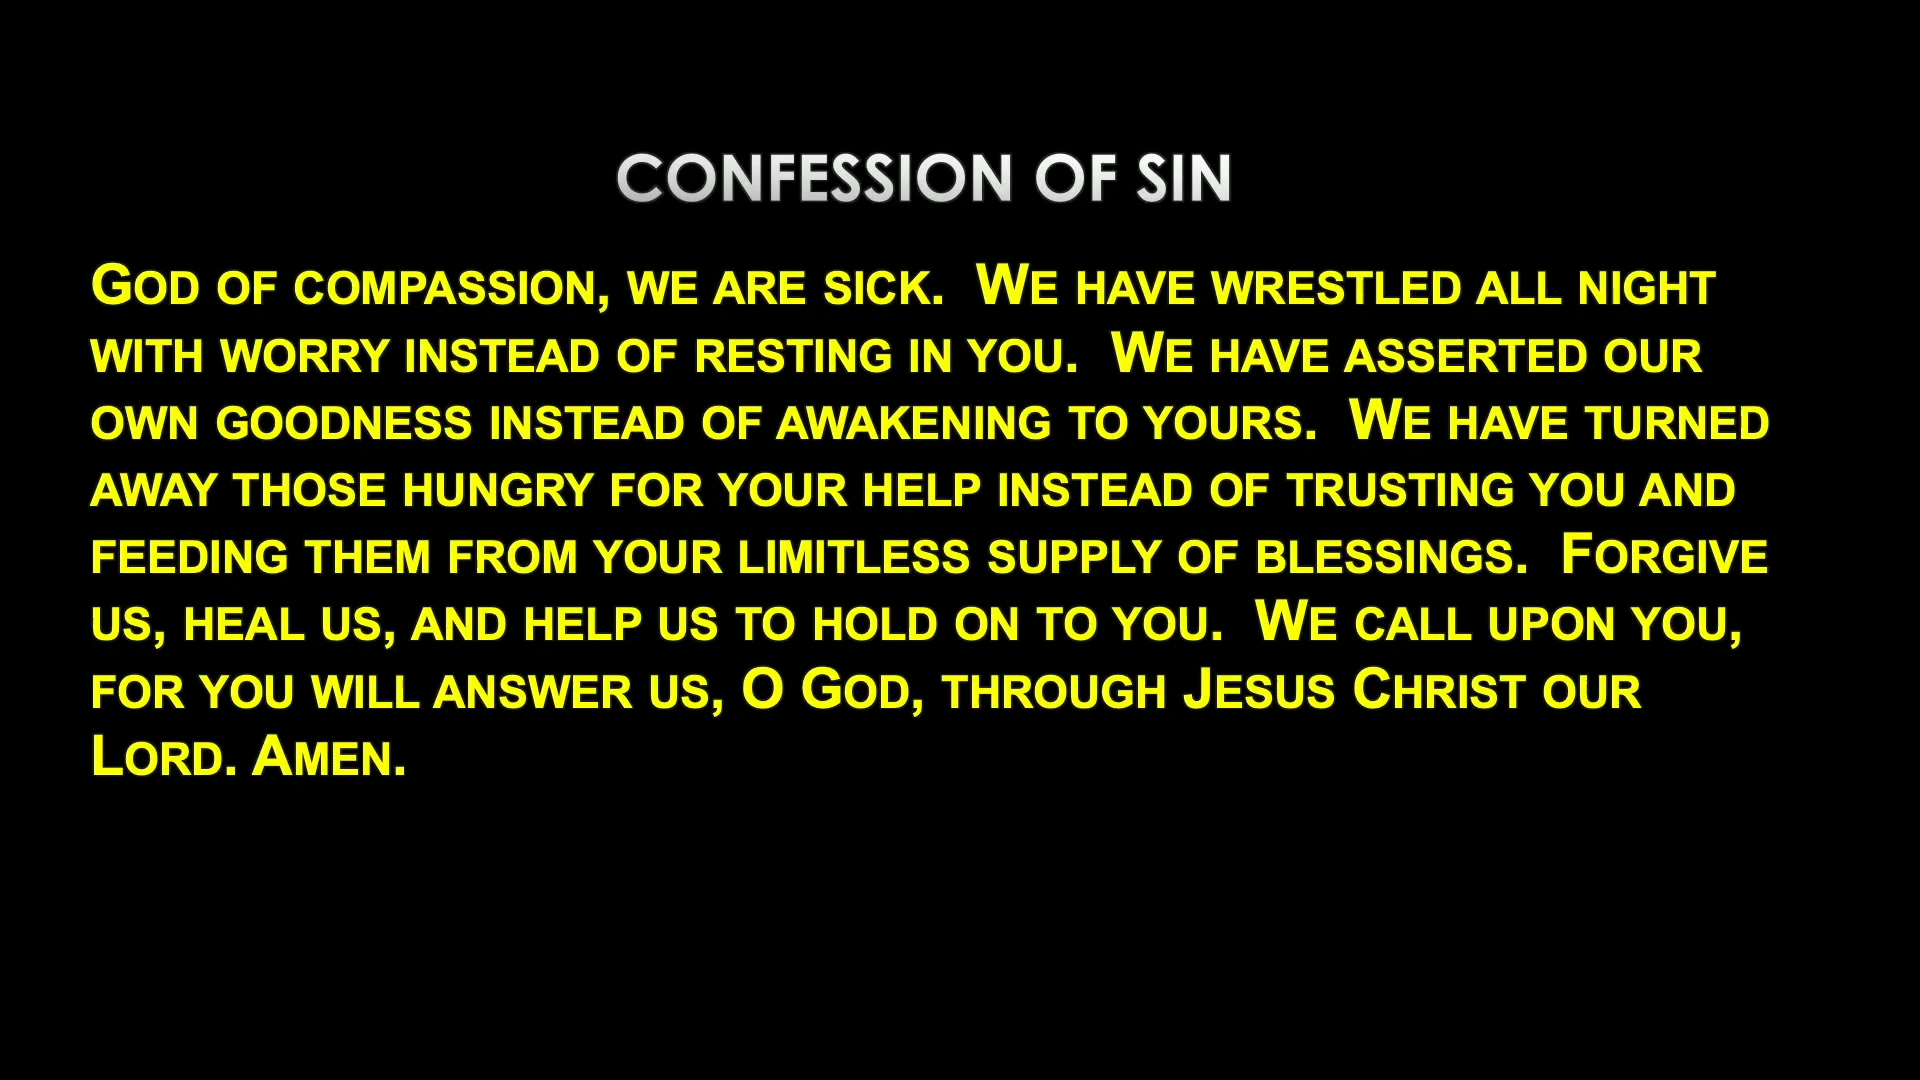 CONFESSION OF SIN
God of compassion, we are sick.  We have wrestled all night
with worry instead of resting in you.  We have asserted our
own goodness instead of awakening to yours.  We have turned
away those hungry for your help instead of trusting you and
feeding them from your limitless supply of blessings.  Forgive
us, heal us, and help us to hold on to you.  We call upon you,
for you will answer us, O God, through Jesus Christ our
Lord. Amen.